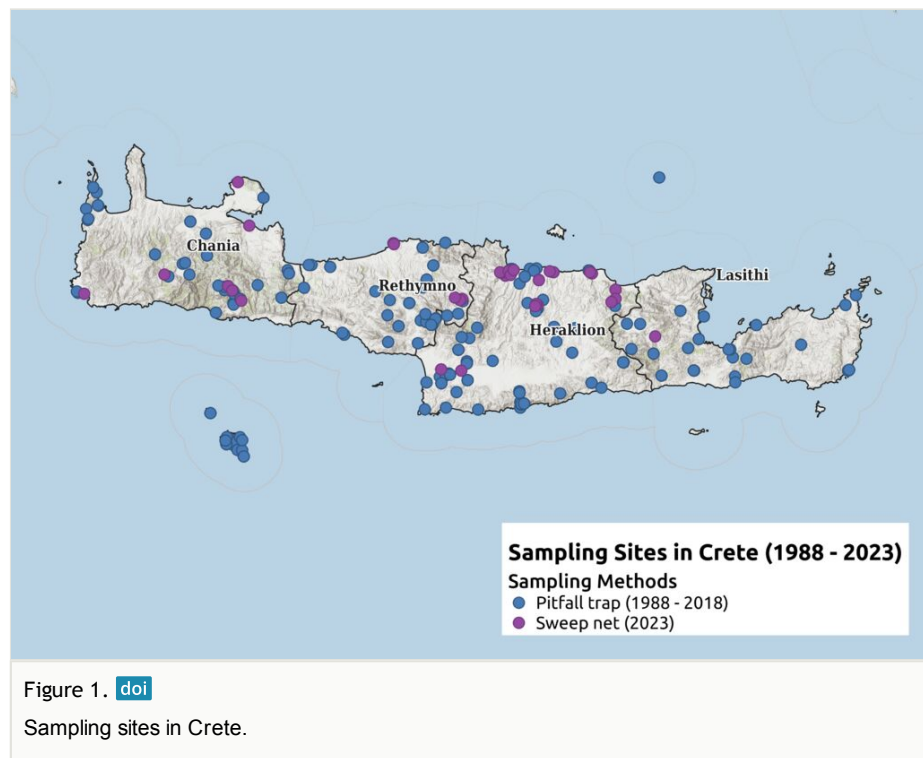 Chania
Rethymno
Heraklion
Lasithi
Sampling Sites in Crete (1988 - 2023)
Sampling Methods
Pitfall trap (1988 - 2018)
Sweep net (2023)
Figure 1. doi
Sampling sites in Crete.